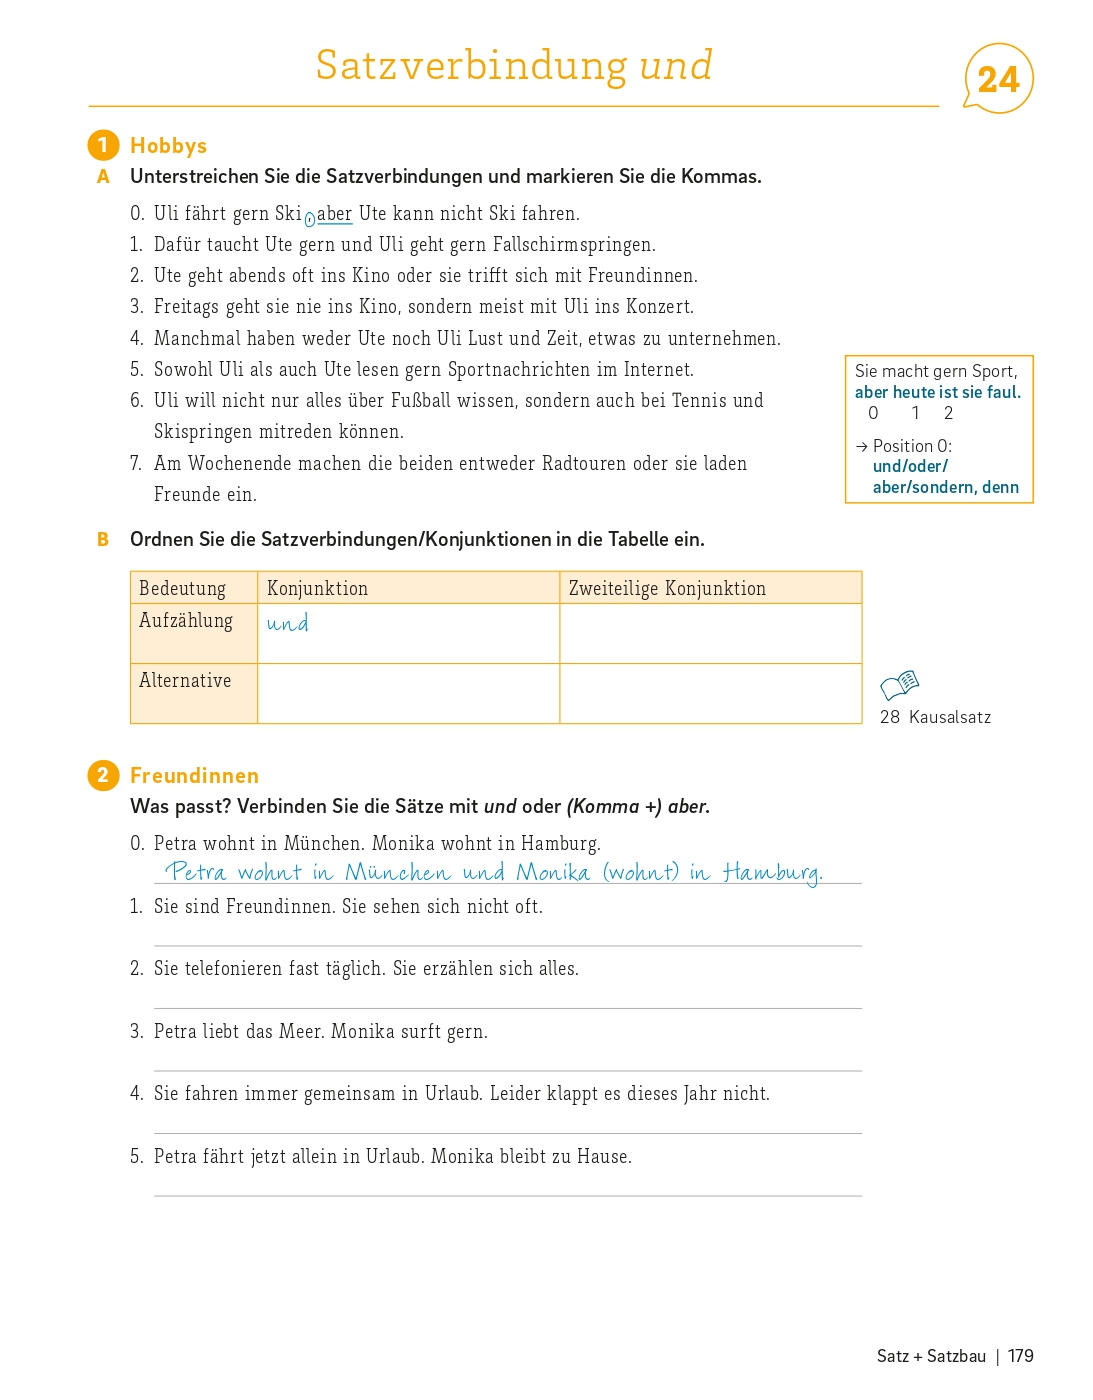 Satzverbindung und
24
1 Hobbys
A Unterstreichen Sie die Satzverbindungen und markieren Sie die Kommas.
0. Uli fährt gern Ski, aber Ute kann nicht Ski fahren.
1. Dafür taucht Ute gern und Uli geht gern Fallschirmspringen.
2. Ute geht abends oft ins Kino oder sie trifft sich mit Freundinnen.
3. Freitags geht sie nie ins Kino, sondern meist mit Uli ins Konzert.
4. Manchmal haben weder Ute noch Uli Lust und Zeit, etwas zu unternehmen.
5. Sowohl Uli als auch Ute lesen gern Sportnachrichten im Internet.
6. Uli will nicht nur alles über Fußball wissen, sondern auch bei Tennis und
Skispringen mitreden können.
7. Am Wochenende machen die beiden entweder Radtouren oder sie laden
Freunde ein.
Sie macht gern Sport,
aber heute ist sie faul.
0 1 2
→ Position 0:
und/oder/
aber/sondern, denn
B Ordnen Sie die Satzverbindungen/Konjunktionen in die Tabelle ein.
Bedeutung Konjunktion Zweiteilige Konjunktion
Aufzählung und
Alternative
28 Kausalsatz
2 Freundinnen
Was passt? Verbinden Sie die Sätze mit und oder (Komma +) aber.
0. Petra wohnt in München. Monika wohnt in Hamburg.
Petra wohnt in München und Monika (wohnt) in Hamburg.
1. Sie sind Freundinnen. Sie sehen sich nicht oft.
2. Sie telefonieren fast täglich. Sie erzählen sich alles.
3. Petra liebt das Meer. Monika surft gern.
4. Sie fahren immer gemeinsam in Urlaub. Leider klappt es dieses Jahr nicht.
5. Petra fährt jetzt allein in Urlaub. Monika bleibt zu Hause.
Satz + Satzbau | 179